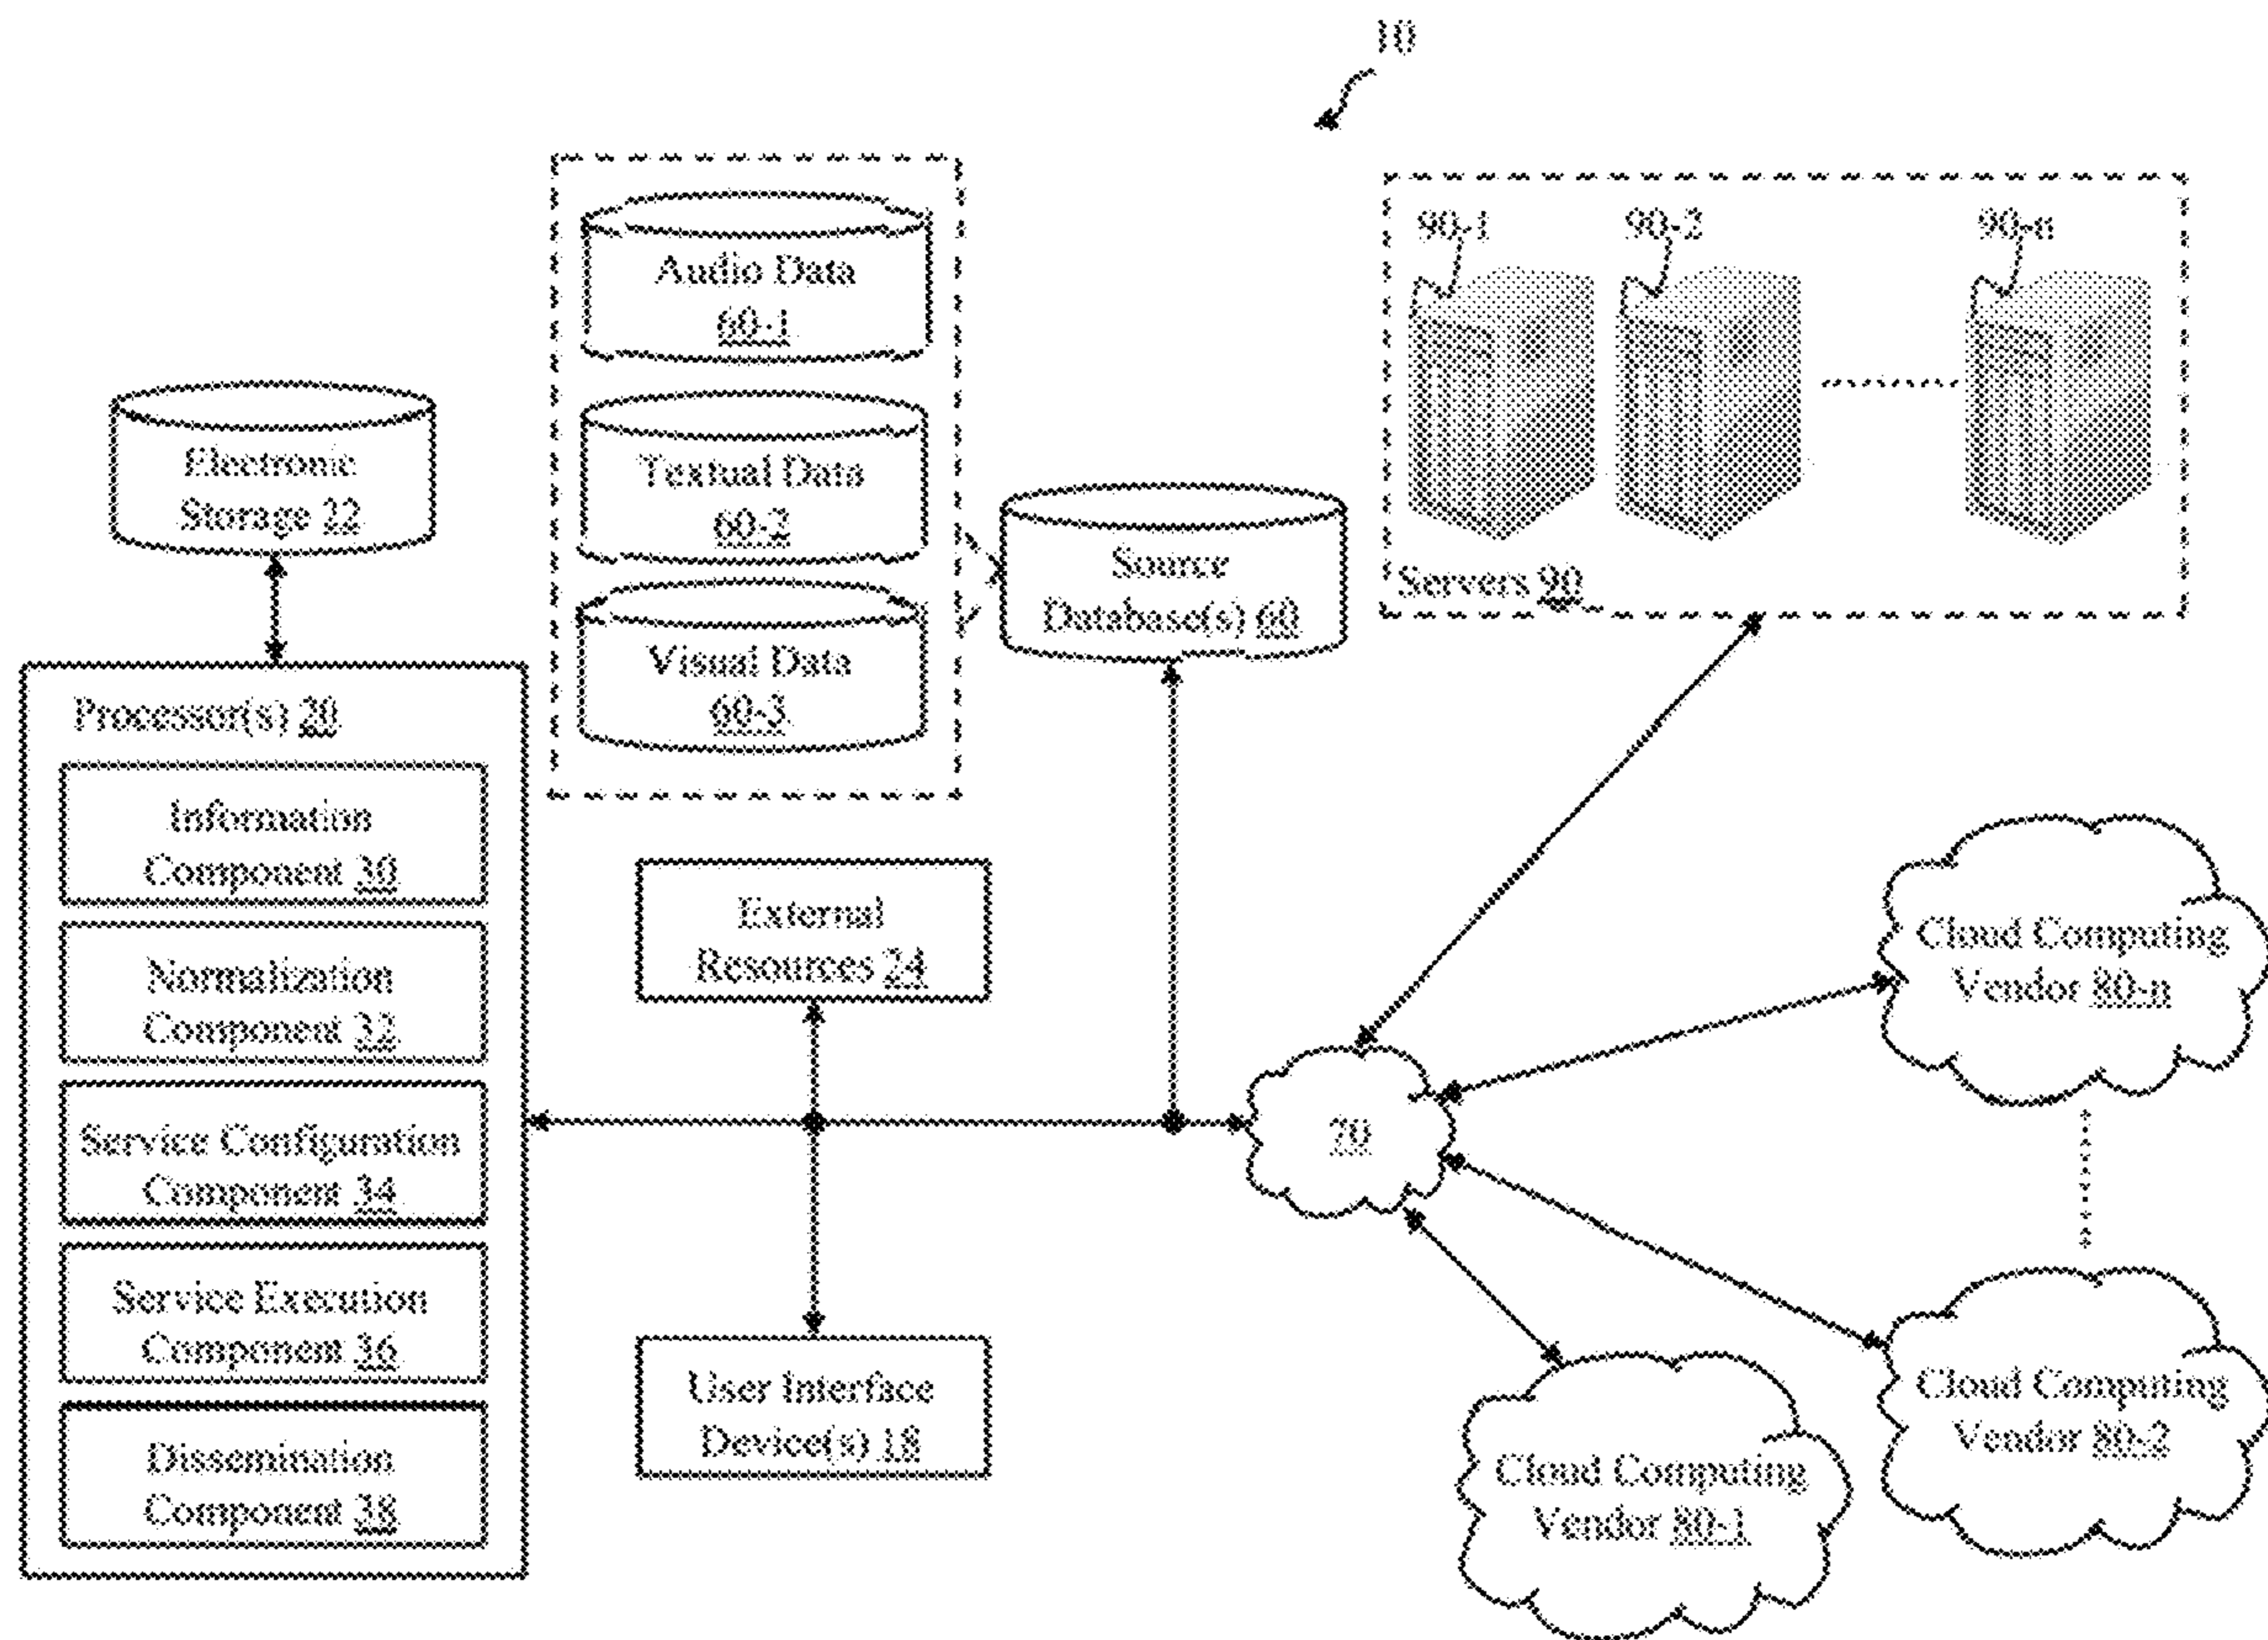 10
90-1
90-2
90-n
Servers 90
Audio Data
60-1
Textual Data
60-2
Visual Data
60-3
Electronic
Storage 22
Source
Database(s) 60
Processor(s) 20
Information
Component 30
Normalization
Component 32
Service Configuration
Component 34
Service Execution
Component 36
Dissemination
Component 38
External
Resources 24
User Interface
Device(s) 18
70
Cloud Computing
Vendor 80-n
Cloud Computing
Vendor 80-2
Cloud Computing
Vendor 80-1